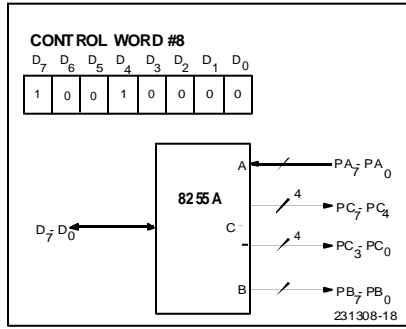 CONTROL WORD #8
D7 D6 D5 D4 D3 D2 D1 D0
1 0 0 1 0 0 0 0
A PA7-PA0
8255A
4 PC7-PC4
C
D7-D0
4 PC3-PC0
B PB7-PB0
231308-18